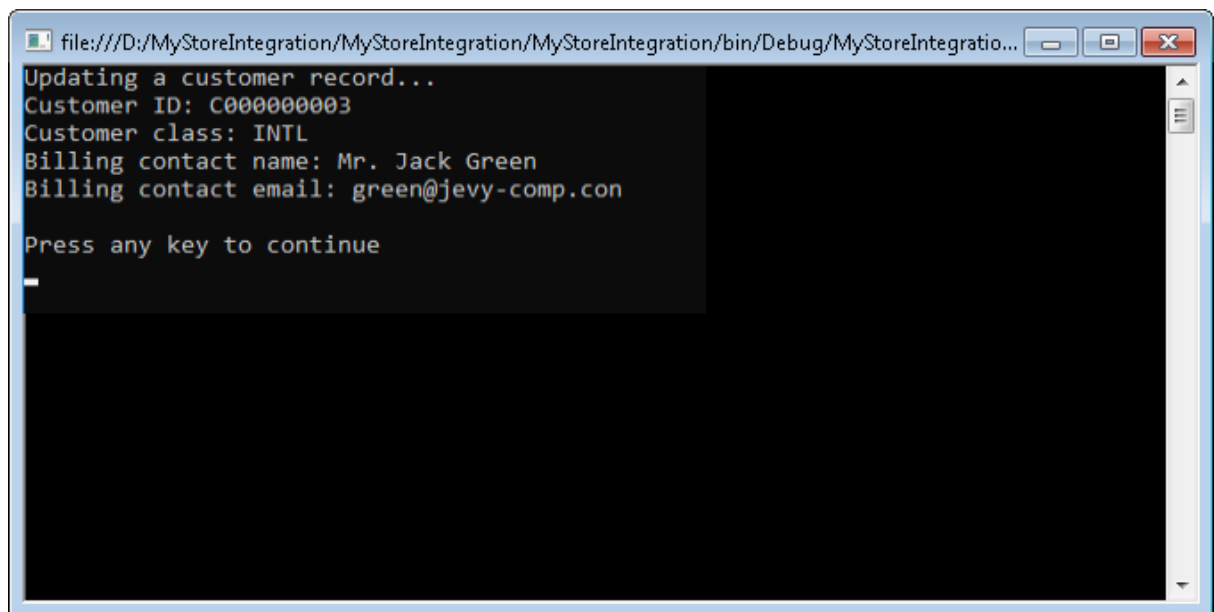 file:///D:/MyStoreIntegration/MyStoreIntegration/MyStoreIntegration/bin/Debug/MyStoreIntegratio...
Updating a customer record...
Customer ID: C000000003
Customer class: INTL
Billing contact name: Mr. Jack Green
Billing contact email: green@jevy-comp.con
Press any key to continue